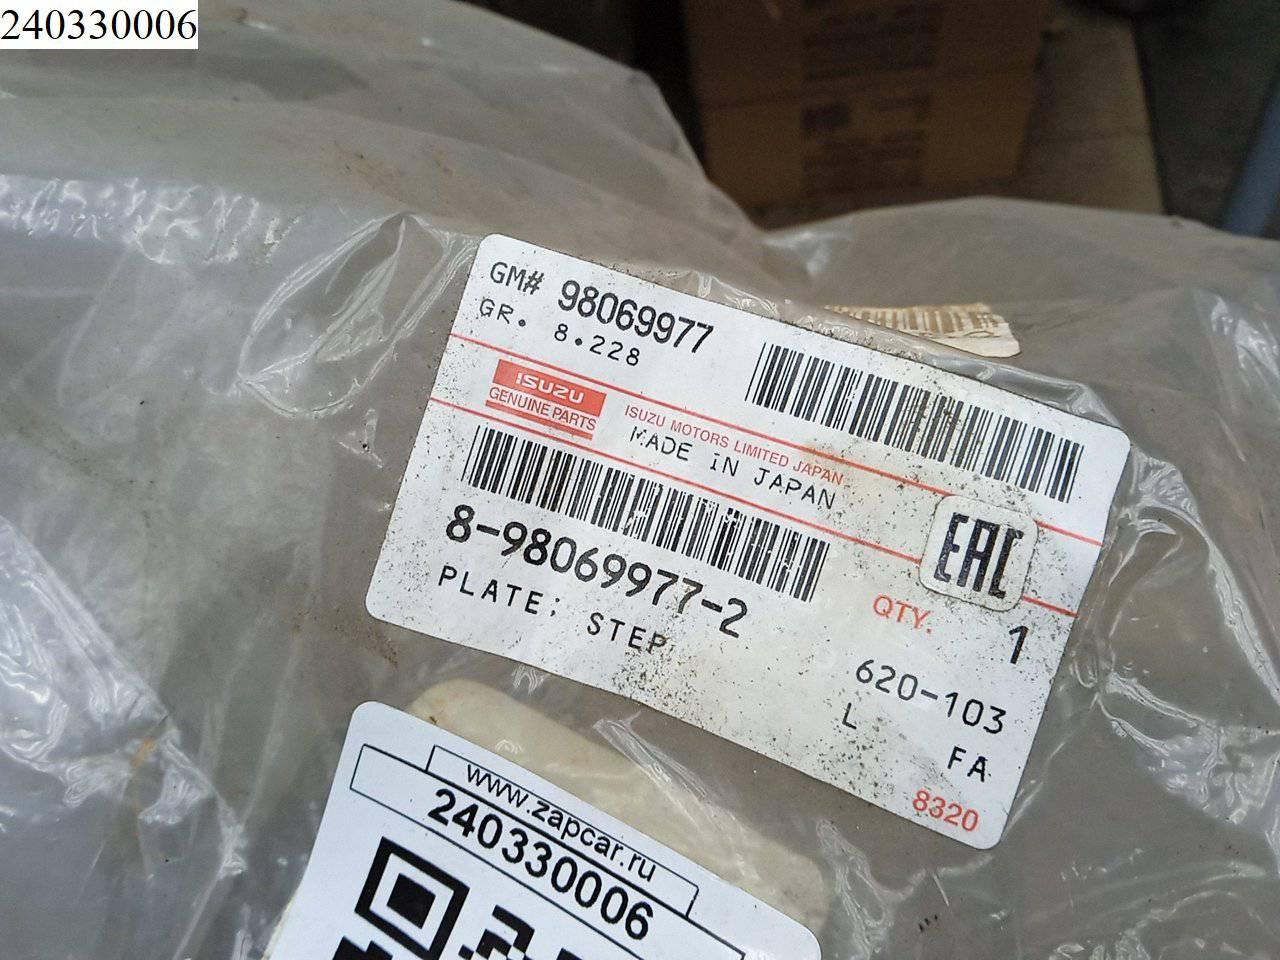 240330006
GM# 98069977
GR. 8.228
ISUZU
GENUINE PARTS
ISUZU MOTORS LIMITED JAPAN
MADE IN JAPAN
8-98069977-2
PLATE; STEP
EAC
QTY. 1
620-103
L
FA
8320
www.zapcar.ru
240330006